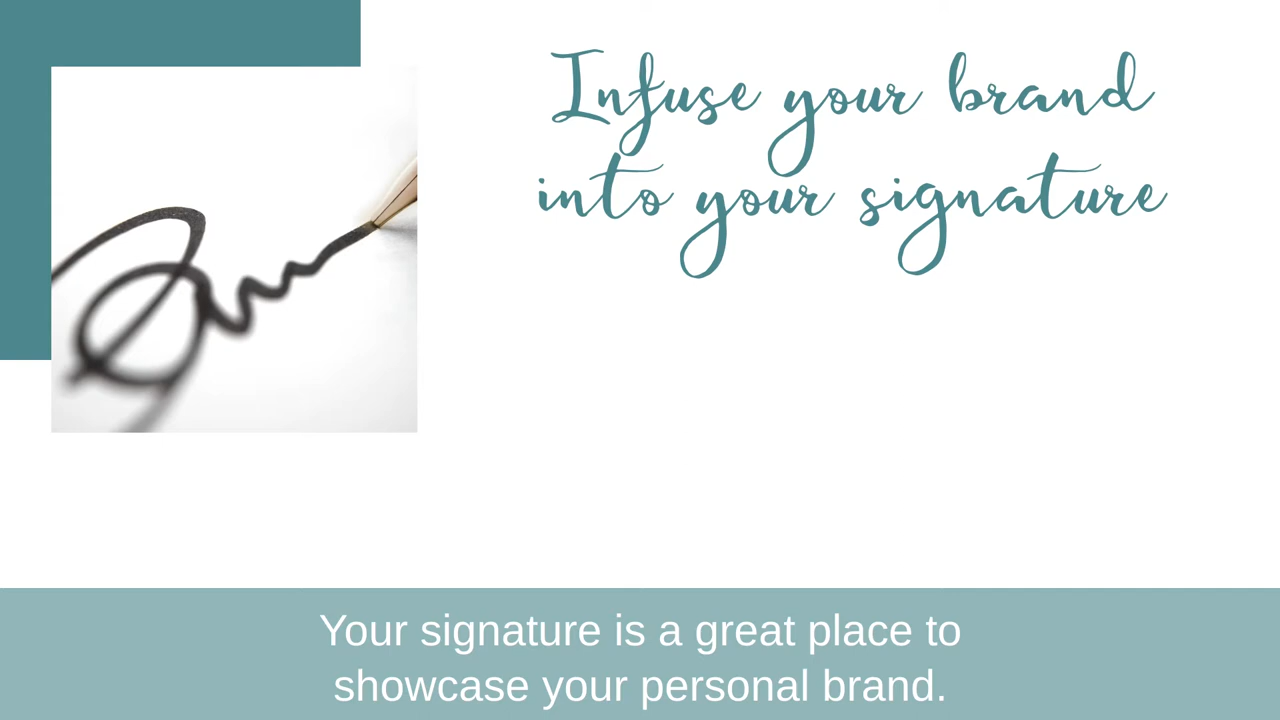 Infuse your brand
into your signature
Your signature is a great place to
showcase your personal brand.